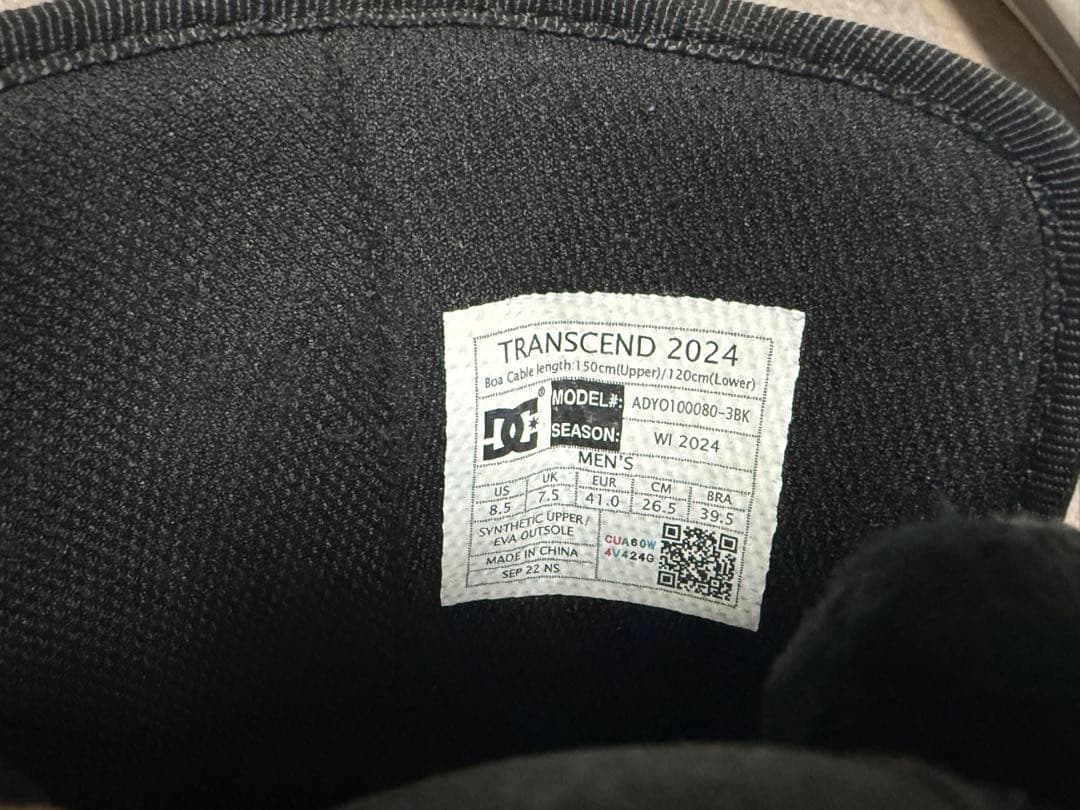 TRANSCEND 2024
Boa Cable length:150cm(Upper)/120cm(Lower)
DC®
MODEL#: ADYO100080-3BK
SEASON: WI 2024
MEN'S
US UK EUR CM BRA
8.5 7.5 41.0 26.5 39.5
SYNTHETIC UPPER/
EVA OUTSOLE
MADE IN CHINA
SEP 22 NS
CUA60W
4V424G